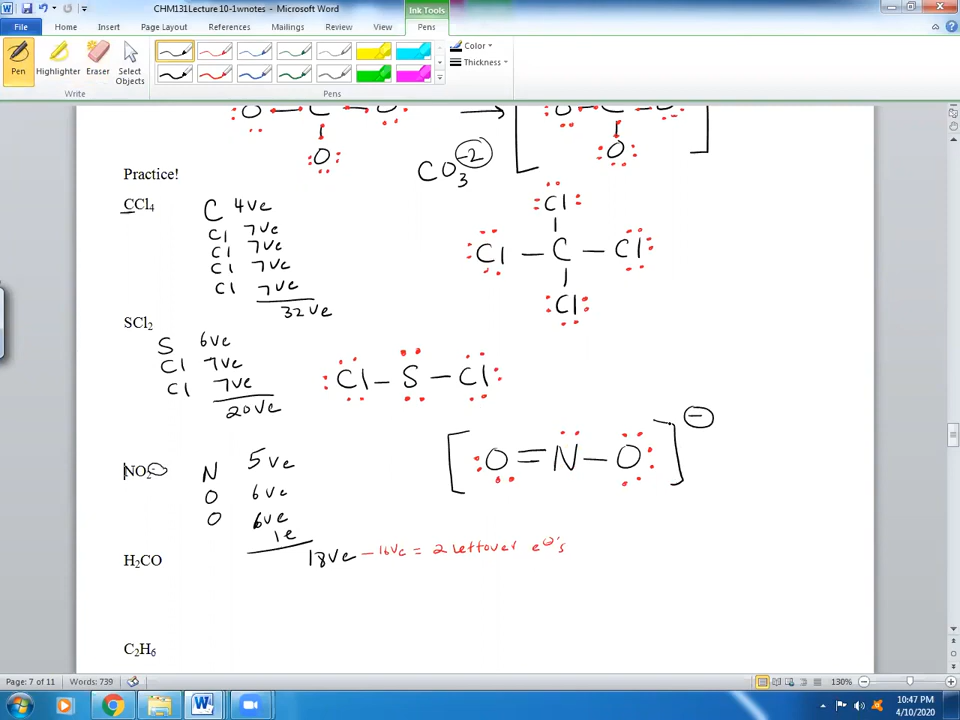 CHM131Lecture 10-1wnotes - Microsoft Word
Ink Tools
File Home Insert Page Layout References Mailings Review View Pens
Pen Highlighter Eraser Select Objects
Color
Thickness
Write Pens
O C O
O
O C O
O
CO3 -2
Practice!
CCl4
C 4ve
Cl 7ve
Cl 7ve
Cl 7ve
Cl 7ve
32ve
Cl
Cl – C – Cl
Cl
SCl2
S 6ve
Cl 7ve
Cl 7ve
20ve
Cl – S – Cl
NO2 –
N 5ve
O 6ve
O 6ve
1e
18ve – 16ve = 2 leftover e⊖'s
[O = N – O] –
H2CO
C2H6
Page: 7 of 11 Words: 739 130%
10:47 PM
4/10/2020